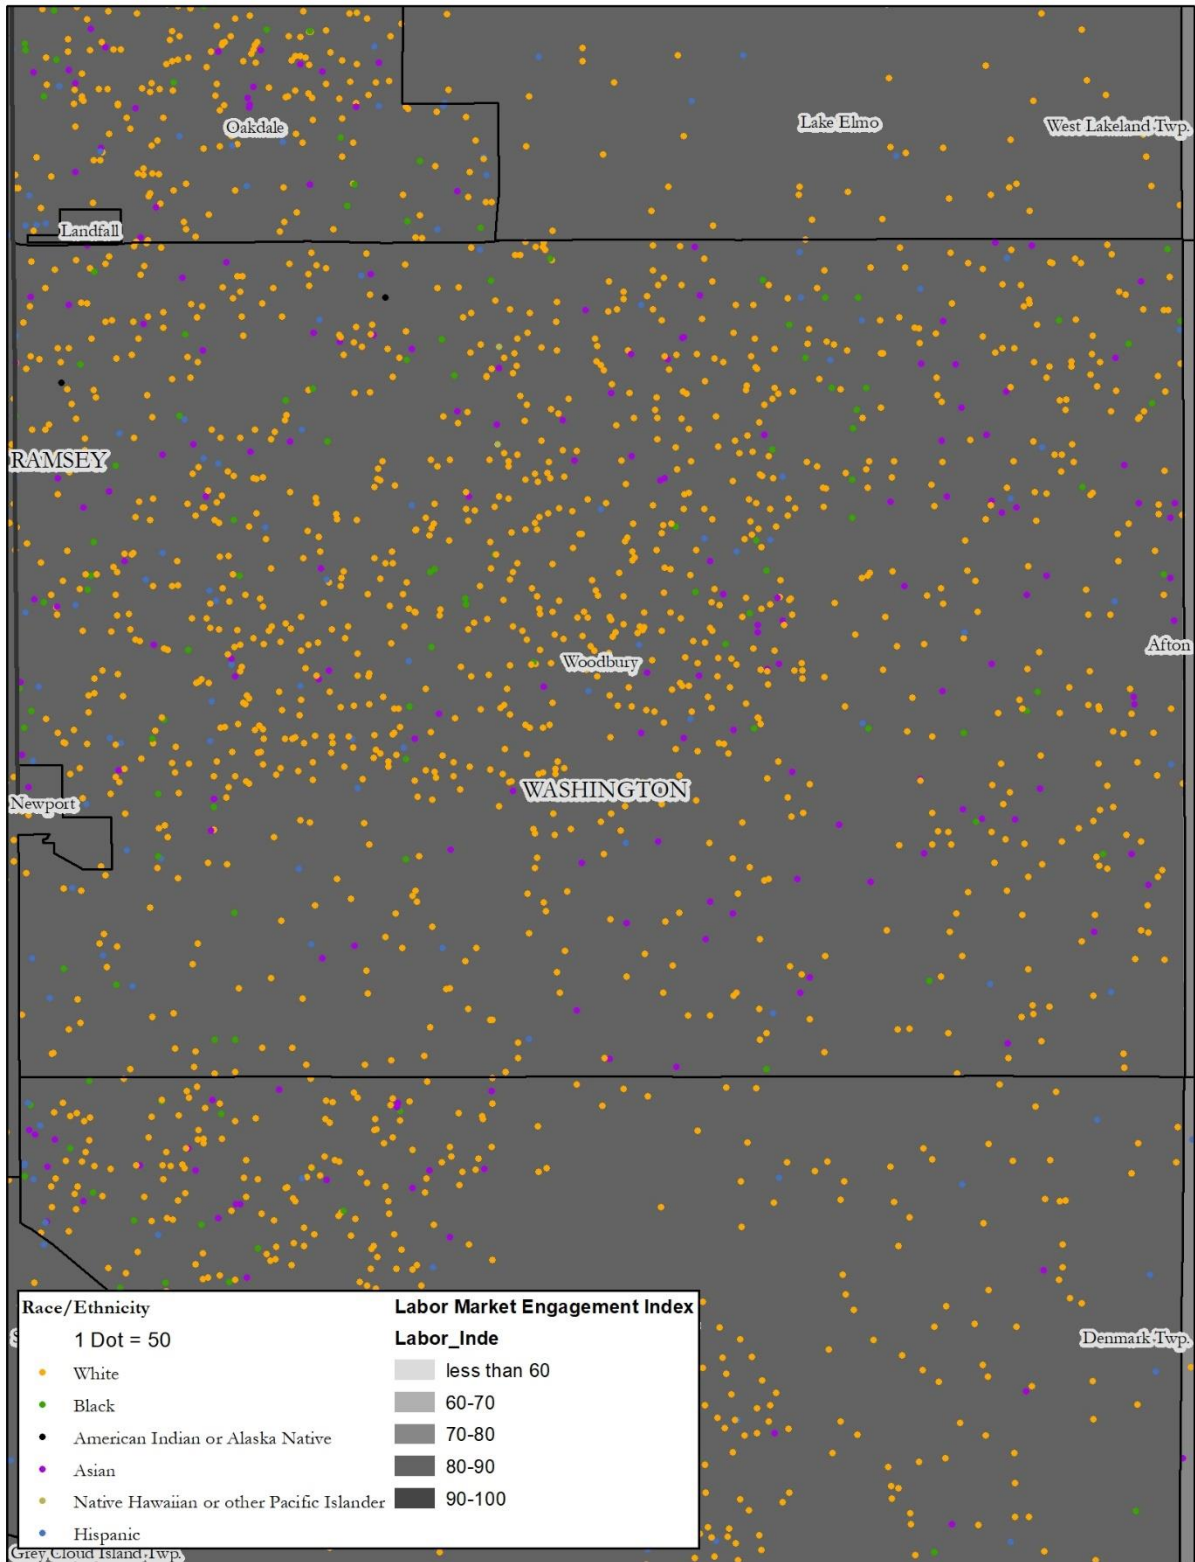 Oakdale
Lake Elmo
West Lakeland Twp.
Landfall
RAMSEY
Woodbury
Afton
WASHINGTON
Newport
Denmark Twp.
Race/Ethnicity
1 Dot = 50
White
Black
American Indian or Alaska Native
Asian
Native Hawaiian or other Pacific Islander
Hispanic
Labor Market Engagement Index
Labor_Inde
less than 60
60-70
70-80
80-90
90-100
Grey Cloud Island Twp.